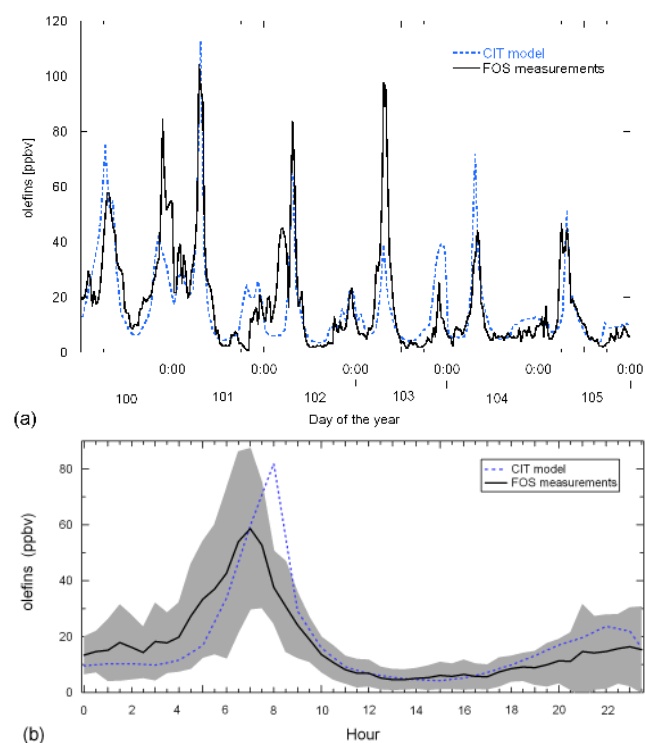 120
100
80
60
40
20
0
olefins [ppbv]
CIT model
FOS measurements
0:00 0:00 0:00 0:00 0:00 0:00
100 101 102 103 104 105
Day of the year
(a)
80
60
40
20
0
olefins (ppbv)
CIT model
FOS measurements
0 2 4 6 8 10 12 14 16 18 20 22
Hour
(b)